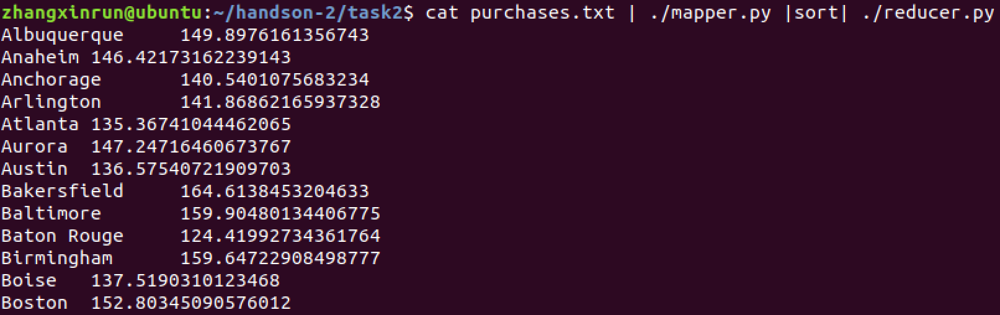 zhangxinrun@ubuntu:~/handson-2/task2$ cat purchases.txt | ./mapper.py |sort| ./reducer.py
Albuquerque     149.8976161356743
Anaheim 146.42173162239143
Anchorage       140.5401075683234
Arlington       141.86862165937328
Atlanta 135.36741044462065
Aurora  147.24716460673767
Austin  136.57540721909703
Bakersfield     164.6138453204633
Baltimore       159.90480134406775
Baton Rouge     124.41992734361764
Birmingham      159.64722908498777
Boise   137.5190310123468
Boston  152.80345090576012